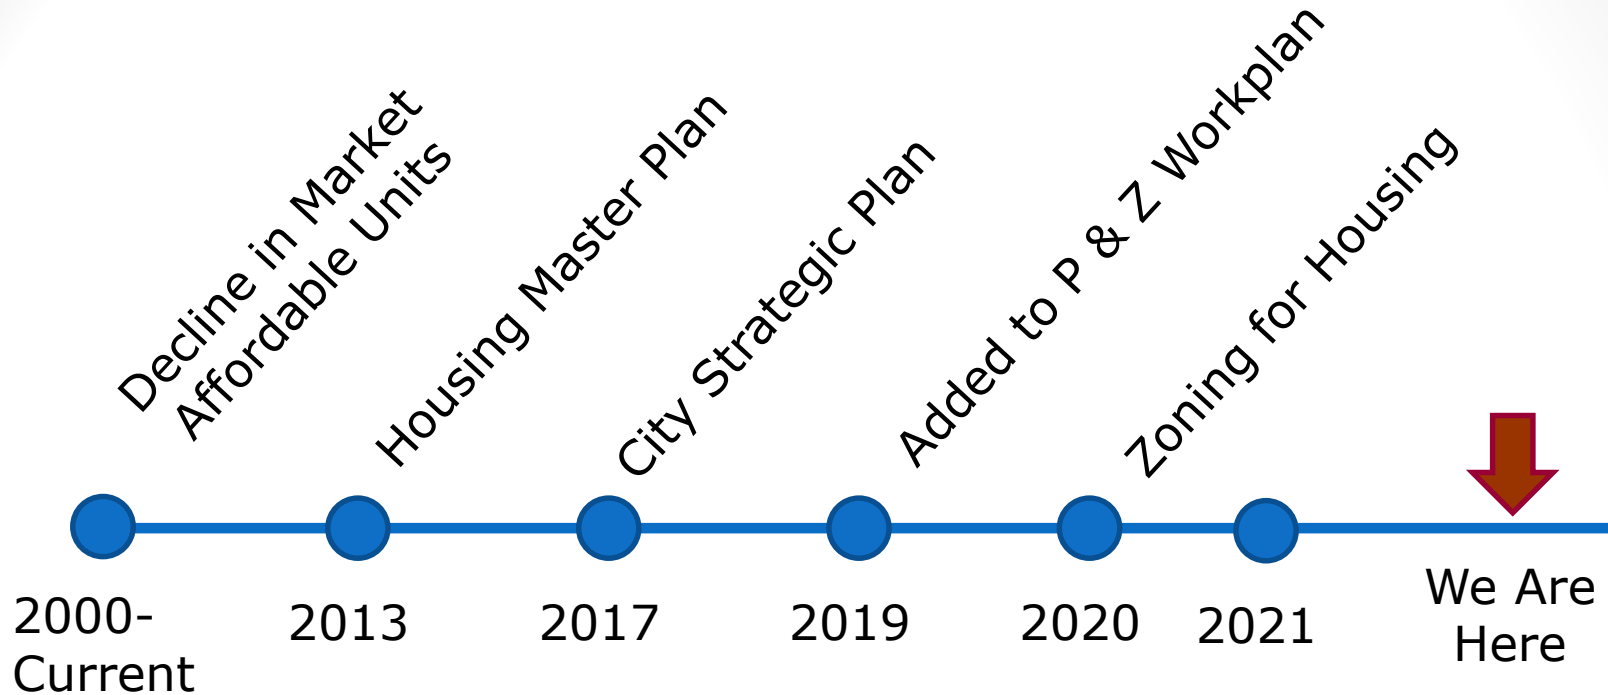 Decline in Market
Affordable Units
Housing Master Plan
City Strategic Plan
Added to P & Z Workplan
Zoning for Housing
2000-
Current
2013
2017
2019
2020
2021
We Are
Here